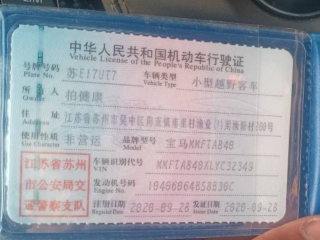 中华人民共和国机动车行驶证
Vehicle License of the People's Republic of China
号牌号码 苏E17UT7 车辆类型 小型越野客车
Plate No. Vehicle Type
所有人 伯健康
Owner
住址 江苏省苏州市吴中区
Address
使用性质 非营运 品牌型号 宝马
Use Character Model
江苏省苏州 车辆识别代号
VIN
市公安局交 发动机号码
Engine No.
通警察支队 注册日期 2020-09-28 发证日期 2020-09-28
Register Date Issue Date